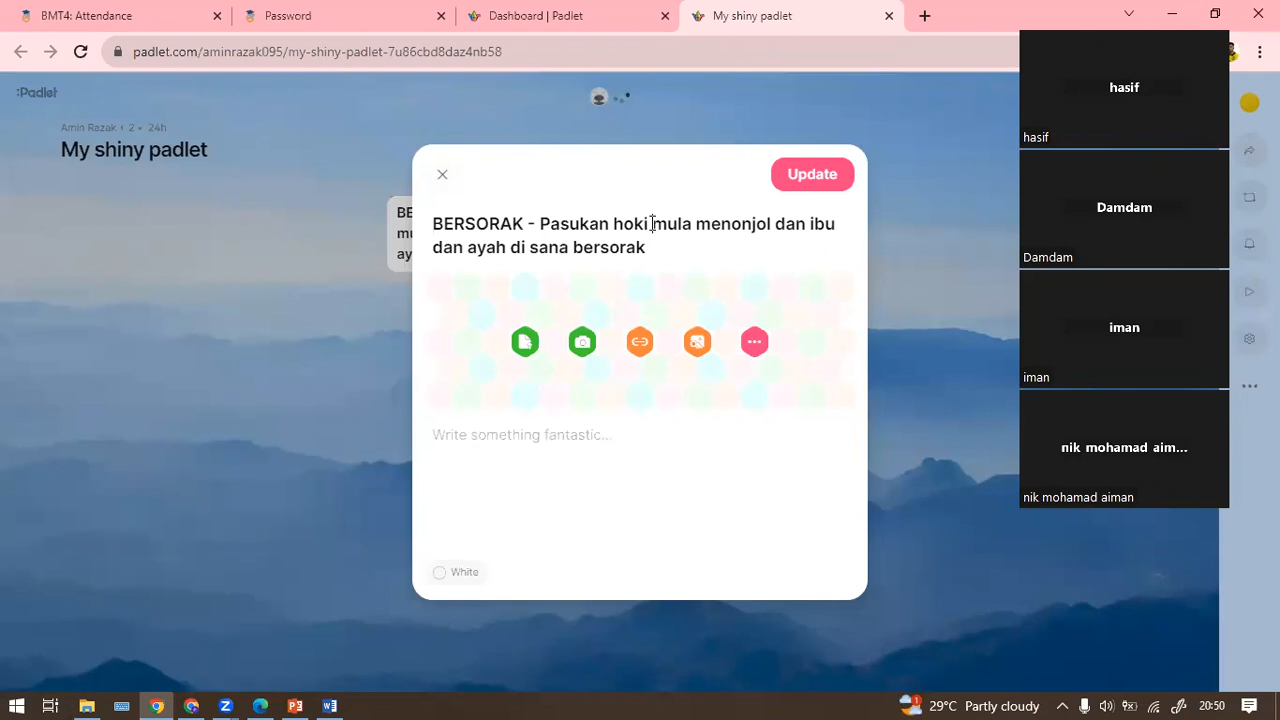 BMT4: Attendance
Password
Dashboard | Padlet
My shiny padlet
padlet.com/aminrazak095/my-shiny-padlet-7u86cbd8daz4nb58
:Padlet
Amin Razak
2
24h
My shiny padlet
BE
mu
ay
Update
BERSORAK - Pasukan hoki mula menonjol dan ibu
dan ayah di sana bersorak
Write something fantastic...
White
hasif
hasif
Damdam
Damdam
iman
iman
nik mohamad aim...
nik mohamad aiman
1
29°C Partly cloudy
20:50